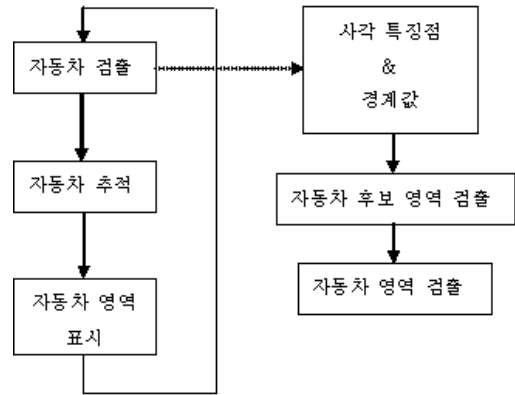 자동차 검출
자동차 추적
자동차 영역
표시
사각 특징점
&
경계값
자동차 후보 영역 검출
자동차 영역 검출